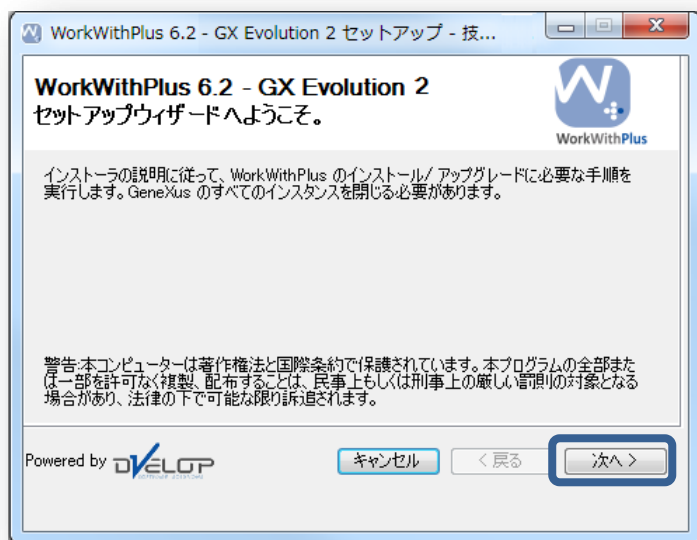 WorkWithPlus 6.2 - GX Evolution 2 セットアップ - 技...
WorkWithPlus 6.2 - GX Evolution 2
セットアップウィザードへようこそ。
WorkWithPlus
インストーラの説明に従って、WorkWithPlus のインストール/ アップグレードに必要な手順を
実行します。GeneXus のすべてのインスタンスを閉じる必要があります。
警告:本コンピューターは著作権法と国際条約で保護されています。本プログラムの全部また
は一部を許可なく複製、配布することは、民事上もしくは刑事上の厳しい罰則の対象となる
場合があり、法律の下で可能な限り訴追されます。
Powered by DVELOP
キャンセル
< 戻る
次へ >